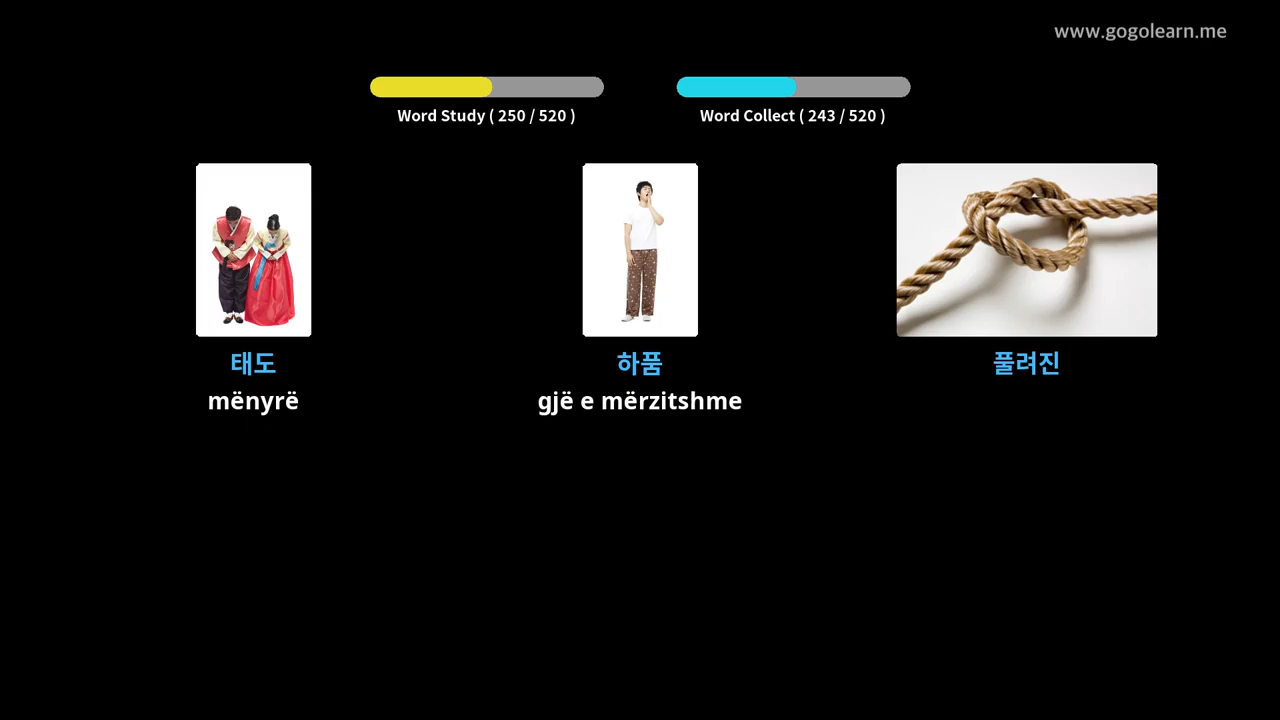 www.gogolearn.me
Word Study ( 250 / 520 )
Word Collect ( 243 / 520 )
태도
mënyrë
하품
gjë e mërzitshme
풀려진